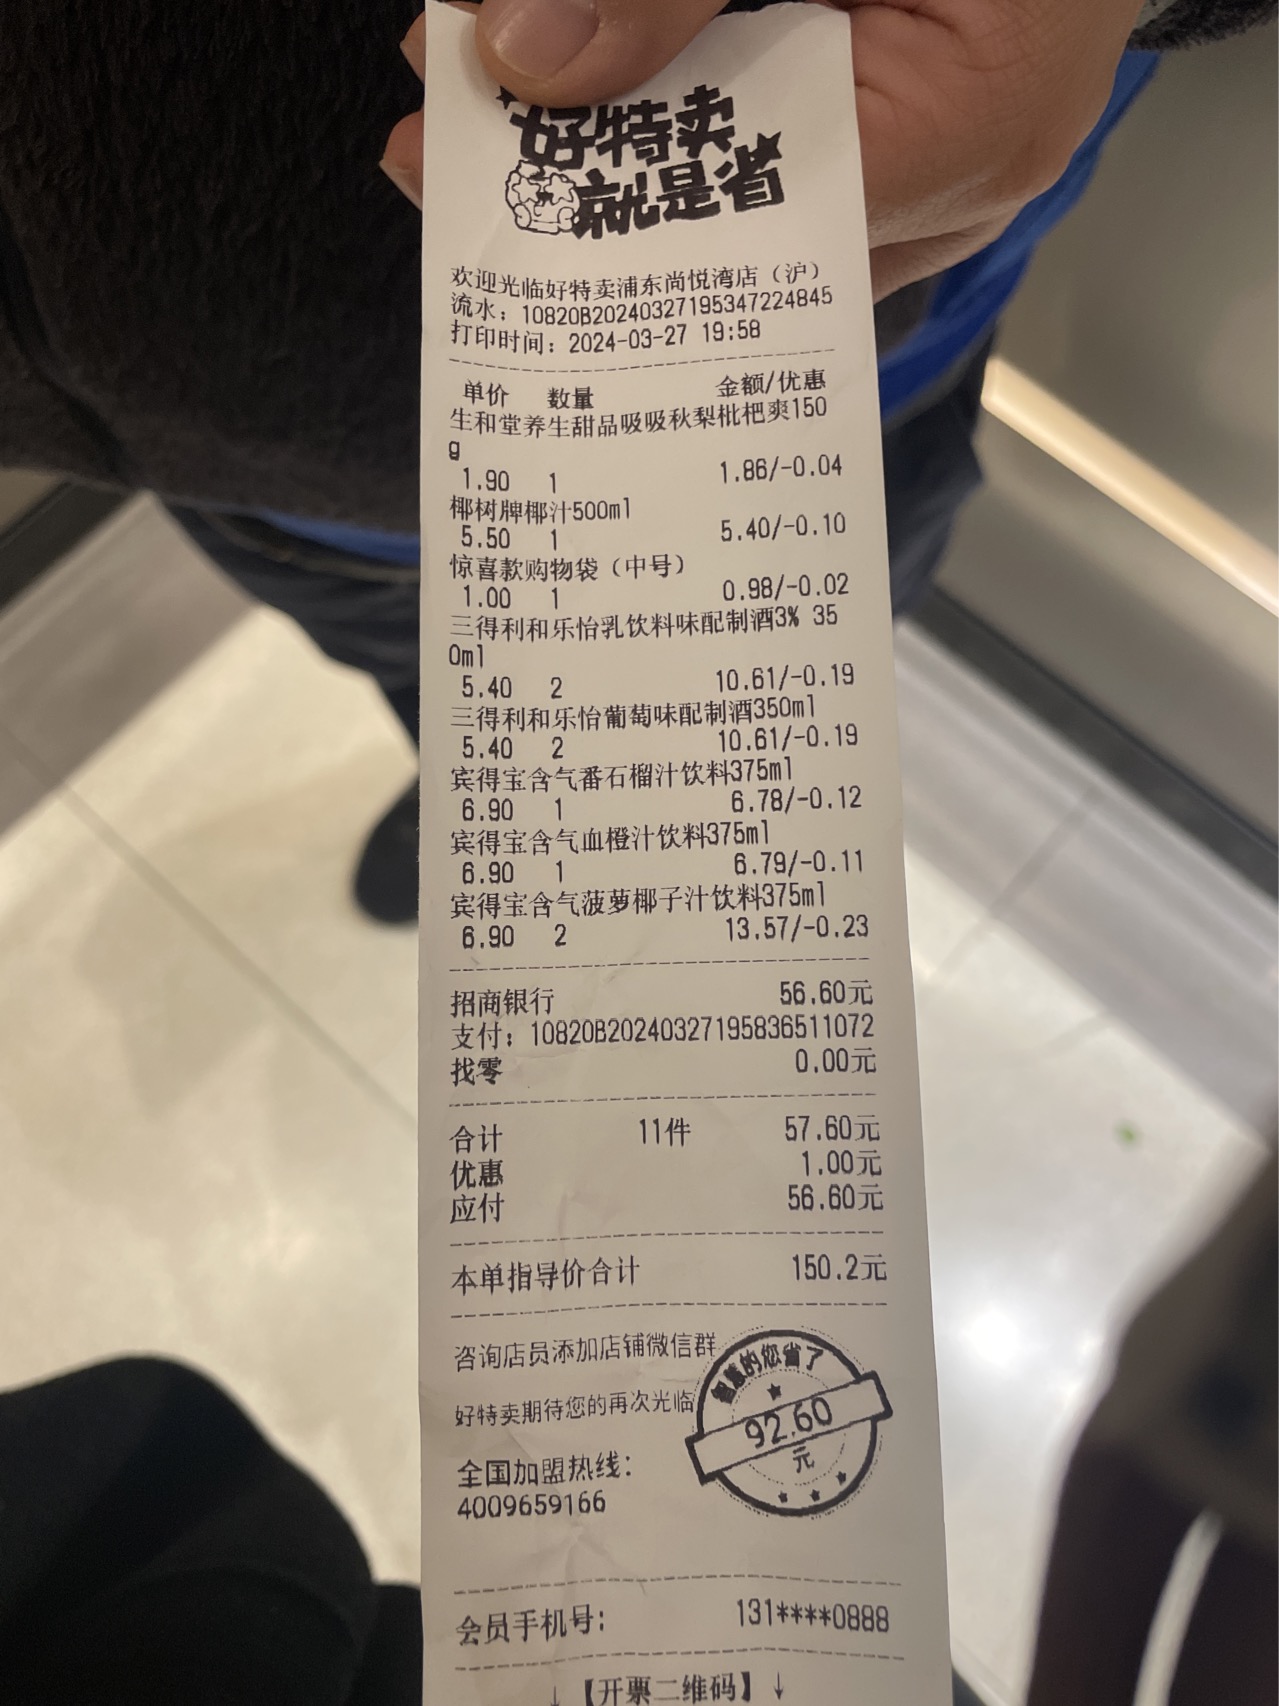 好特卖
就是省
欢迎光临好特卖浦东尚悦湾店（沪）
流水：10820B20240327195347224845
打印时间：2024-03-27 19:58
单价 数量 金额/优惠
生和堂养生甜品吸吸秋梨枇杷爽150
g
1.90 1 1.86/-0.04
椰树牌椰汁500ml
5.50 1 5.40/-0.10
惊喜款购物袋（中号）
1.00 1 0.98/-0.02
三得利和乐怡乳饮料味配制酒3% 35
0ml
5.40 2 10.61/-0.19
三得利和乐怡葡萄味配制酒350ml
5.40 2 10.61/-0.19
宾得宝含气番石榴汁饮料375ml
6.90 1 6.78/-0.12
宾得宝含气血橙汁饮料375ml
6.90 1 6.79/-0.11
宾得宝含气菠萝椰子汁饮料375ml
6.90 2 13.57/-0.23
招商银行 56.60元
支付：10820B20240327195836511072
找零 0.00元
合计 11件 57.60元
优惠 1.00元
应付 56.60元
本单指导价合计 150.2元
咨询店员添加店铺微信群
好特卖期待您的再次光临
智慧的您省了
92.60
元
全国加盟热线：
4009659166
会员手机号： 131****0888
↓【开票二维码】↓